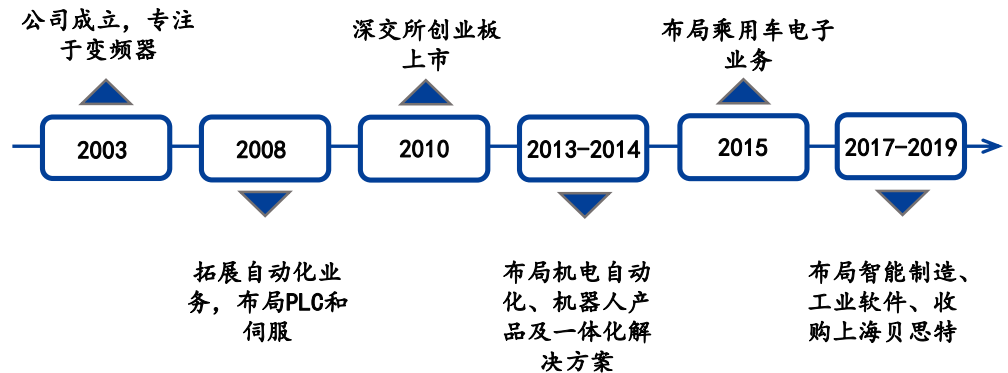 公司成立，专注
于变频器
深交所创业板
上市
布局乘用车电子
业务
2003
2008
2010
2013-2014
2015
2017-2019
拓展自动化业
务，布局PLC和
伺服
布局机电自动
化、机器人产
品及一体化解
决方案
布局智能制造、
工业软件、收
购上海贝思特